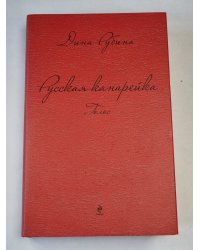 Дина Рубина
Русская канарейка
Голос